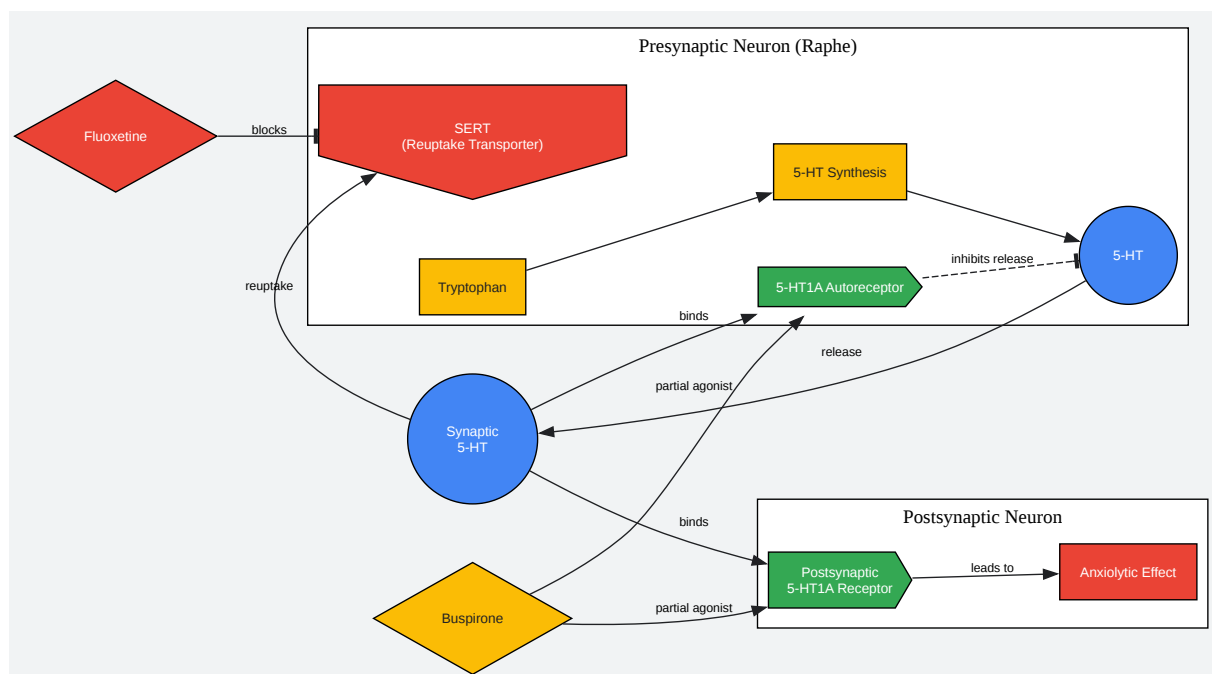 Presynaptic Neuron (Raphe)
Fluoxetine
blocks
SERT
(Reuptake Transporter)
5-HT Synthesis
5-HT
inhibits release
Tryptophan
5-HT1A Autoreceptor
reuptake
binds
release
partial agonist
Synaptic
5-HT
binds
Postsynaptic Neuron
Postsynaptic
5-HT1A Receptor
leads to
Anxiolytic Effect
partial agonist
Buspirone